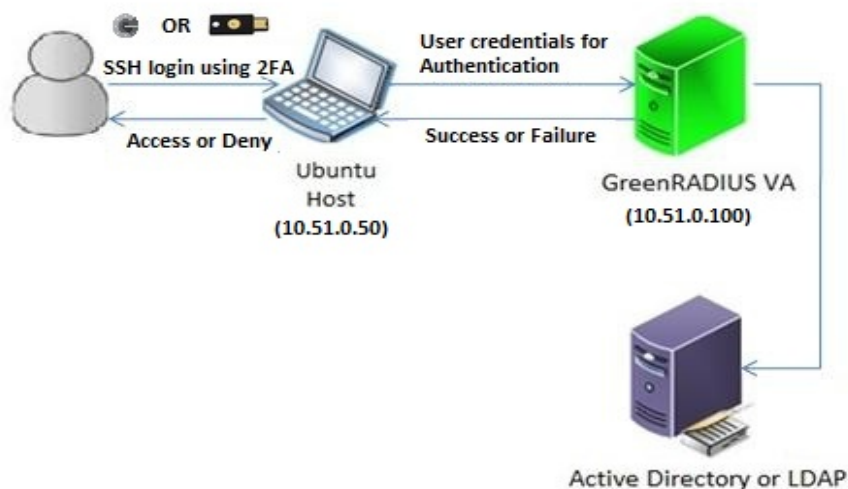 OR
SSH login using 2FA
Access or Deny
User credentials for
Authentication
Success or Failure
Ubuntu
Host
(10.51.0.50)
GreenRADIUS VA
(10.51.0.100)
Active Directory or LDAP